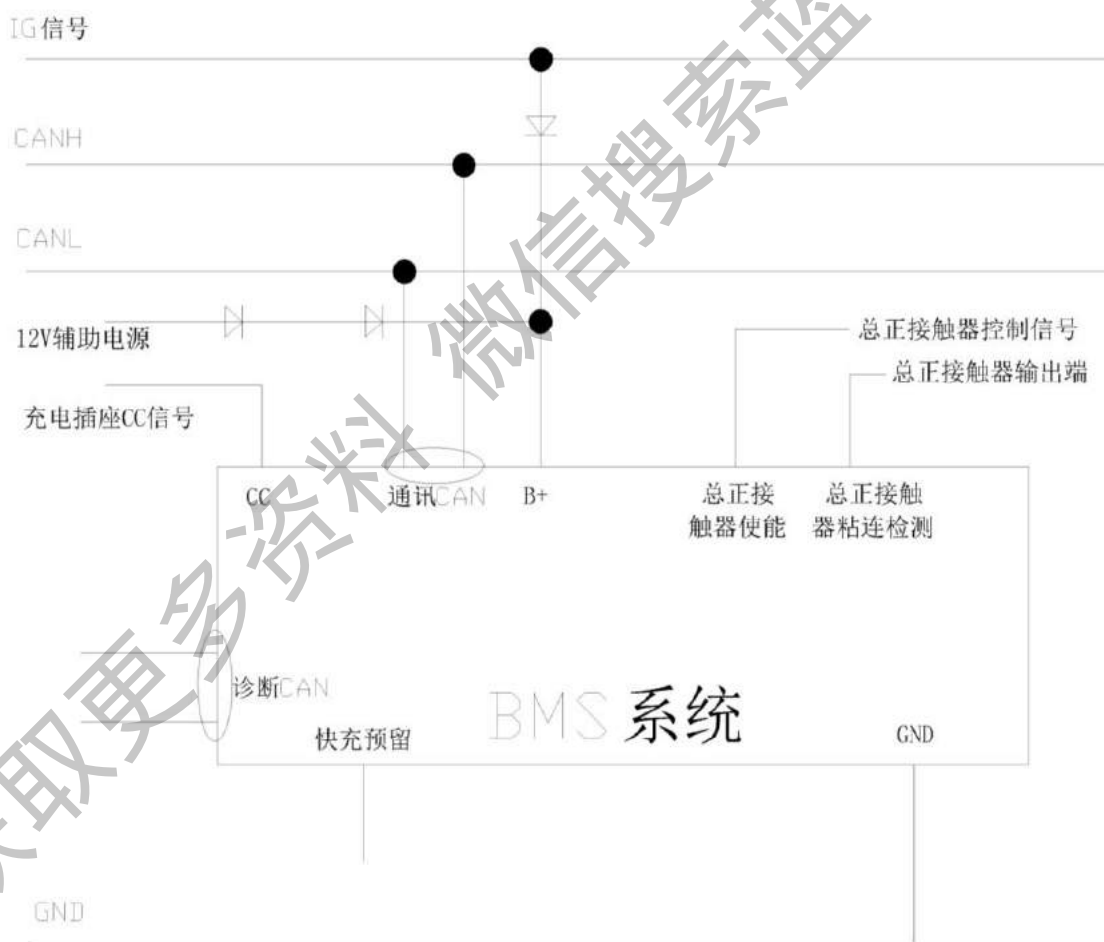 IG信号
CANH
CANL
12V辅助电源
总正接触器控制信号
总正接触器输出端
充电插座CC信号
CC
通讯CAN
B+
总正接
触器使能
总正接触
器粘连检测
诊断CAN
BMS系统
快充预留
GND
GND
获取更多资料 微信搜索蓝